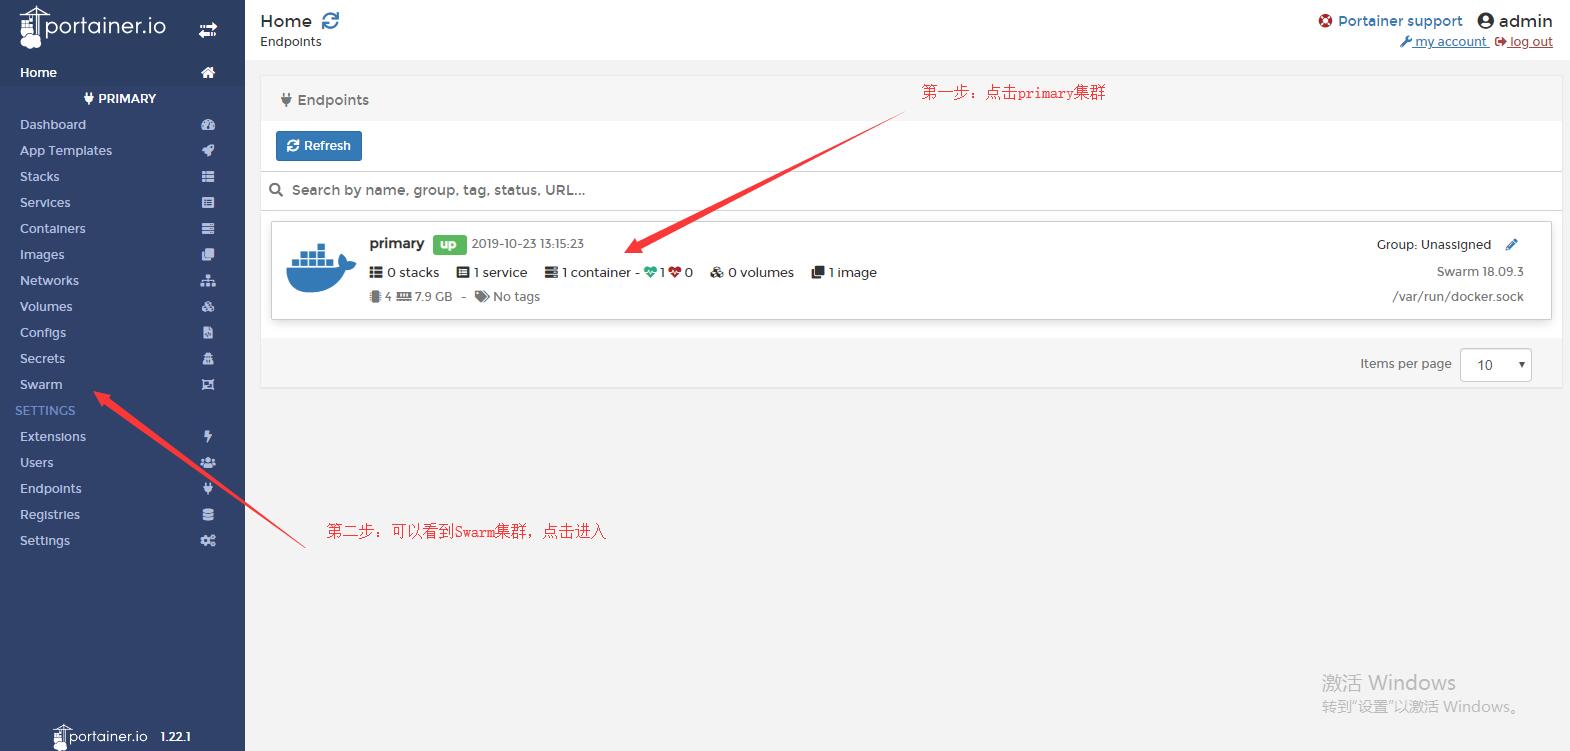 portainer.io
Home
PRIMARY
Dashboard
App Templates
Stacks
Services
Containers
Images
Networks
Volumes
Configs
Secrets
Swarm
SETTINGS
Extensions
Users
Endpoints
Registries
Settings
portainer.io 1.22.1
Home
Endpoints
Portainer support admin
my account log out
Endpoints
第一步：点击primary集群
Refresh
Search by name, group, tag, status, URL...
primary up 2019-10-23 13:15:23 Group: Unassigned
0 stacks 1 service 1 container - 1 0 0 volumes 1 image Swarm 18.09.3
4 7.9 GB - No tags /var/run/docker.sock
Items per page 10
第二步：可以看到Swarm集群，点击进入
激活 Windows
转到“设置”以激活 Windows。